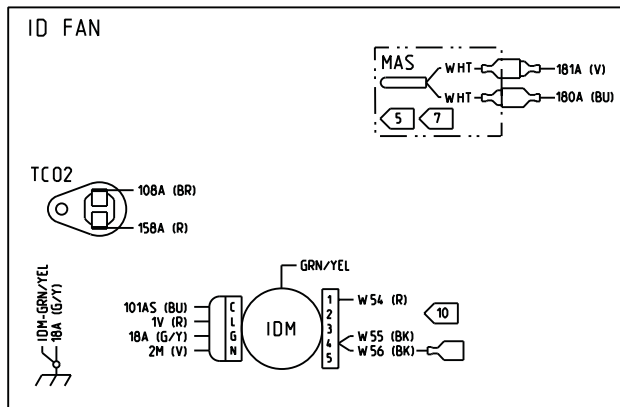 ID FAN
MAS
WHT
181A (V)
WHT
180A (BU)
5
7
TCO2
108A (BR)
158A (R)
IDM-GRN/YEL
18A (G/Y)
GRN/YEL
101AS (BU)
1V (R)
18A (G/Y)
2M (V)
C
L
G
N
IDM
1
2
3
4
5
W54 (R)
W55 (BK)
W56 (BK)
10